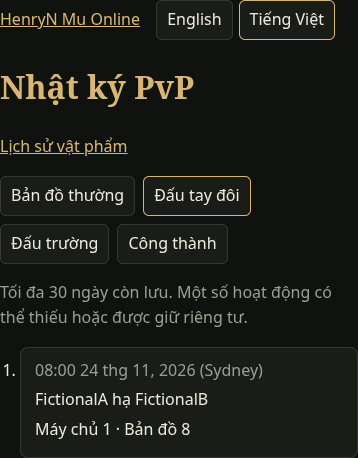 HenryN Mu Online English Tiếng Việt
Nhật ký PvP
Lịch sử vật phẩm
Bản đồ thường Đấu tay đôi
Đấu trường Công thành
Tối đa 30 ngày còn lưu. Một số hoạt động có
thể thiếu hoặc được giữ riêng tư.
1. 08:00 24 thg 11, 2026 (Sydney)
FictionalA hạ FictionalB
Máy chủ 1 · Bản đồ 8